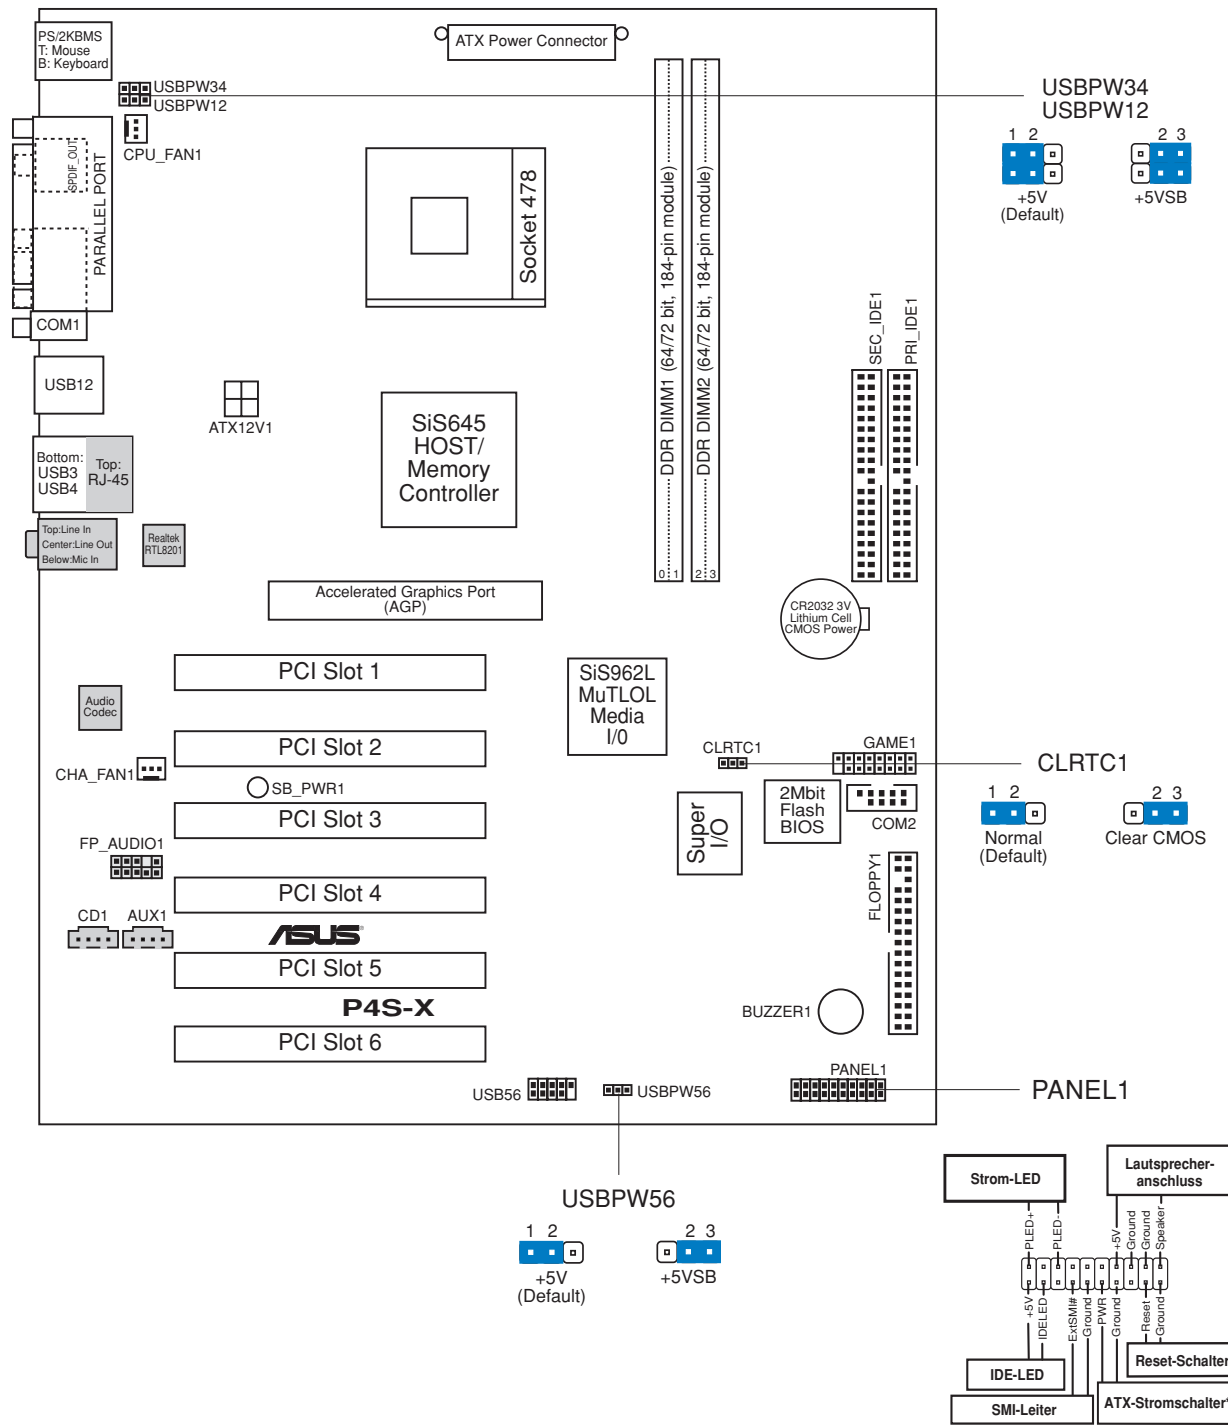 PS/2KBMS
T: Mouse
B: Keyboard
USBPW34
USBPW12
CPU_FAN1
ATX Power Connector
SPDIF_OUT
PARALLEL PORT
COM1
USB12
Bottom:
USB3
USB4
Top:
RJ-45
Top:Line In
Center:Line Out
Below:Mic In
Realtek
RTL8201
ATX12V1
Socket 478
SiS645
HOST/
Memory
Controller
DDR DIMM1 (64/72 bit, 184-pin module)
DDR DIMM2 (64/72 bit, 184-pin module)
0 1
2 3
SEC_IDE1
PRI_IDE1
CR2032 3V
Lithium Cell
CMOS Power
Accelerated Graphics Port
(AGP)
PCI Slot 1
PCI Slot 2
PCI Slot 3
PCI Slot 4
PCI Slot 5
PCI Slot 6
Audio
Codec
CHA_FAN1
SB_PWR1
FP_AUDIO1
CD1
AUX1
ASUS
P4S-X
SiS962L
MuTLOL
Media
I/0
CLRTC1
GAME1
Super
I/O
2Mbit
Flash
BIOS
COM2
FLOPPY1
BUZZER1
PANEL1
USB56
USBPW56
USBPW34
USBPW12
1 2
2 3
+5V
(Default)
+5VSB
CLRTC1
1 2
2 3
Normal
(Default)
Clear CMOS
PANEL1
USBPW56
1 2
2 3
+5V
(Default)
+5VSB
Strom-LED
Lautsprecher-
anschluss
PLED+
PLED-
+5V
Ground
Ground
Speaker
+5V
IDELED
ExtSMI#
Ground
PWR
Ground
Reset
Ground
IDE-LED
Reset-Schalter
SMI-Leiter
ATX-Stromschalter*